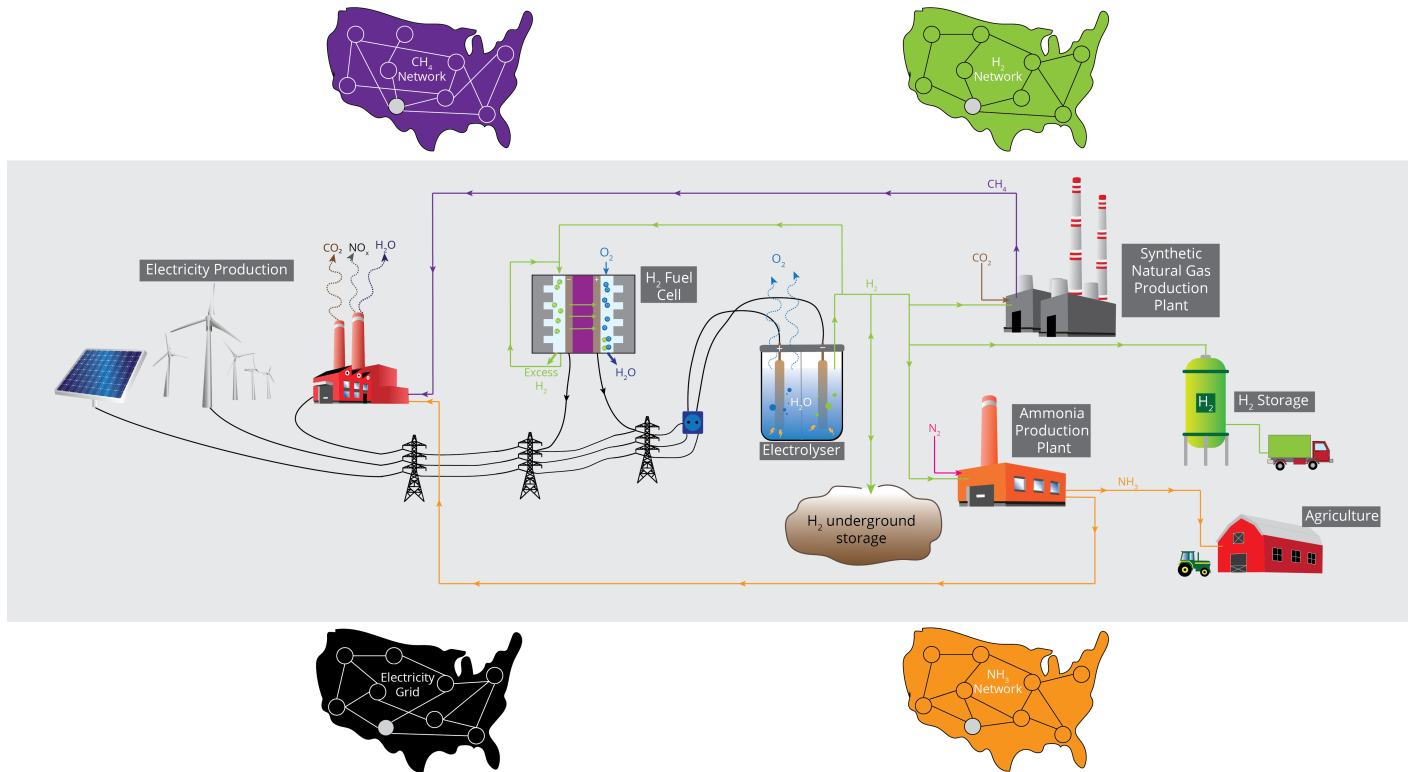 CH₄
Network
H₂
Network
CH₄
CO₂
Synthetic
Natural Gas
Production
Plant
Electricity Production
CO₂
NOₓ
H₂O
O₂
H₂ Fuel
Cell
O₂
H₂
Excess
H₂
H₂O
- +
+ -
H₂O
Electrolyser
H₂
H₂ Storage
Ammonia
Production
Plant
N₂
NH₃
H₂ underground
storage
Agriculture
Electricity
Grid
NH₃
Network